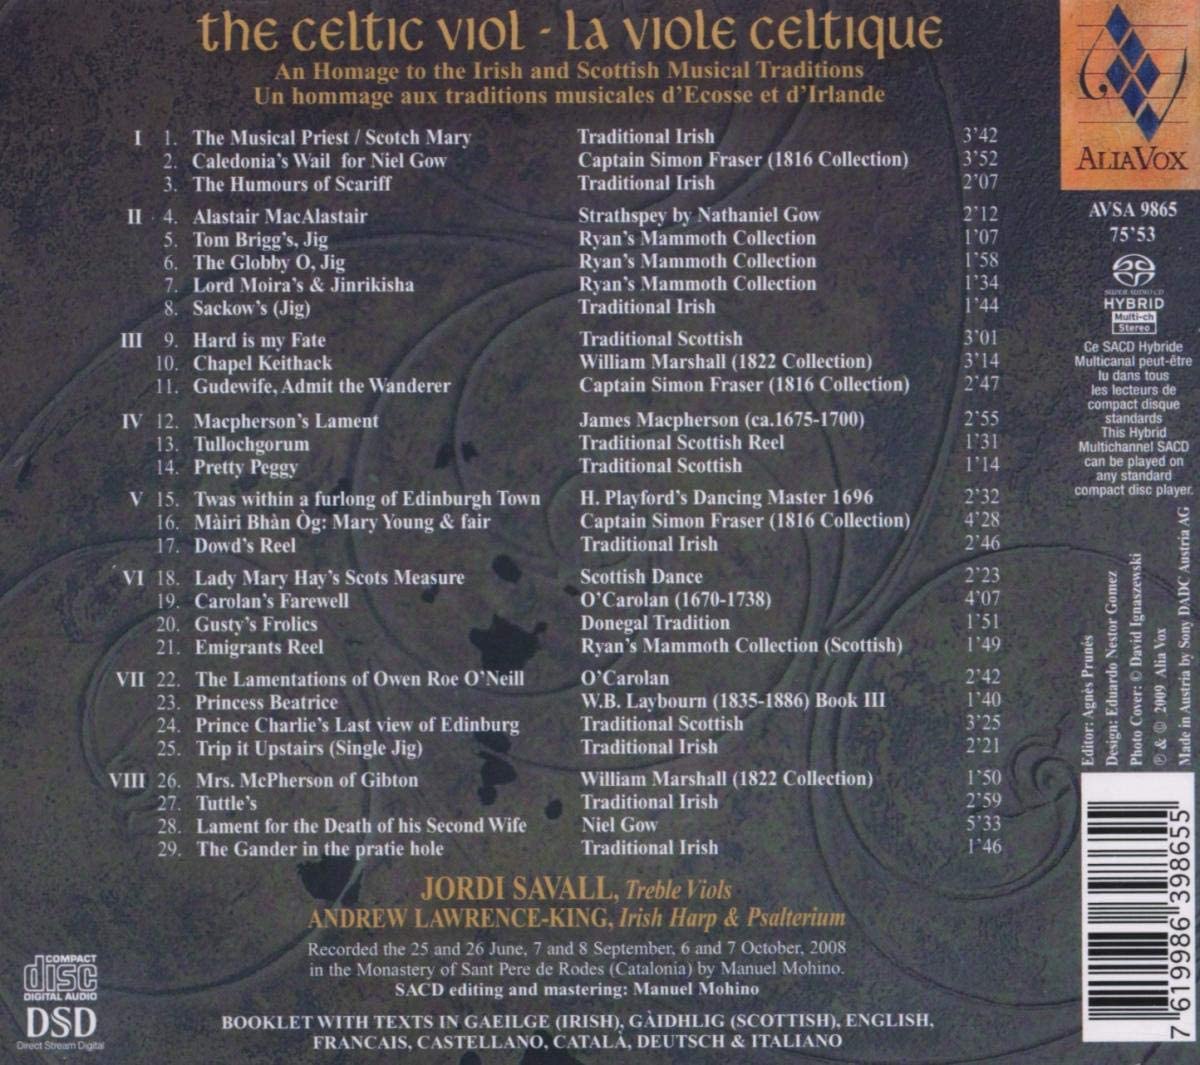 the celtic viol - la viole celtique
An Homage to the Irish and Scottish Musical Traditions
Un hommage aux traditions musicales d'Ecosse et d'Irlande
I 1. The Musical Priest / Scotch Mary Traditional Irish 3'42
2. Caledonia's Wail for Niel Gow Captain Simon Fraser (1816 Collection) 3'52
3. The Humours of Scariff Traditional Irish 2'07
II 4. Alastair MacAlastair Strathspey by Nathaniel Gow 2'12
5. Tom Brigg's, Jig Ryan's Mammoth Collection 1'07
6. The Globby O, Jig Ryan's Mammoth Collection 1'58
7. Lord Moira's & Jinrikisha Ryan's Mammoth Collection 1'34
8. Sackow's (Jig) Traditional Irish 1'44
III 9. Hard is my Fate Traditional Scottish 3'01
10. Chapel Keithack William Marshall (1822 Collection) 3'14
11. Gudewife, Admit the Wanderer Captain Simon Fraser (1816 Collection) 2'47
IV 12. Macpherson's Lament James Macpherson (ca.1675-1700) 2'55
13. Tullochgorum Traditional Scottish Reel 1'31
14. Pretty Peggy Traditional Scottish 1'14
V 15. Twas within a furlong of Edinburgh Town H. Playford's Dancing Master 1696 2'32
16. Màiri Bhàn Òg: Mary Young & fair Captain Simon Fraser (1816 Collection) 4'28
17. Dowd's Reel Traditional Irish 2'46
VI 18. Lady Mary Hay's Scots Measure Scottish Dance 2'23
19. Carolan's Farewell O'Carolan (1670-1738) 4'07
20. Gusty's Frolics Donegal Tradition 1'51
21. Emigrants Reel Ryan's Mammoth Collection (Scottish) 1'49
VII 22. The Lamentations of Owen Roe O'Neill O'Carolan 2'42
23. Princess Beatrice W.B. Laybourn (1835-1886) Book III 1'40
24. Prince Charlie's Last view of Edinburg Traditional Scottish 3'25
25. Trip it Upstairs (Single Jig) Traditional Irish 2'21
VIII 26. Mrs. McPherson of Gibton William Marshall (1822 Collection) 1'50
27. Tuttle's Traditional Irish 2'59
28. Lament for the Death of his Second Wife Niel Gow 5'33
29. The Gander in the pratie hole Traditional Irish 1'46
JORDI SAVALL, Treble Viols
ANDREW LAWRENCE-KING, Irish Harp & Psalterium
Recorded the 25 and 26 June, 7 and 8 September, 6 and 7 October, 2008
in the Monastery of Sant Pere de Rodes (Catalonia) by Manuel Mohino.
SACD editing and mastering: Manuel Mohino
BOOKLET WITH TEXTS IN GAEILGE (IRISH), GÀIDHLIG (SCOTTISH), ENGLISH,
FRANCAIS, CASTELLANO, CATALÀ, DEUTSCH & ITALIANO
COMPACT
disc
DIGITAL AUDIO
DSD
Direct Stream Digital
ALIAVOX
AVSA 9865
75'53
SUPER AUDIO CD
HYBRID
Multi-ch
Stereo
Ce SACD Hybride
Multicanal peut-être
lu dans tous
les lecteurs de
compact disque
standards
This Hybrid
Multichannel SACD
can be played on
any standard
compact disc player.
Editor: Agnès Prunés
Design: Eduardo Nestor Gomez
Photo Cover: © David Ignaszewski
℗ & © 2009 Alia Vox
Made in Austria by Sony DADC Austria AG
7 619986 398655